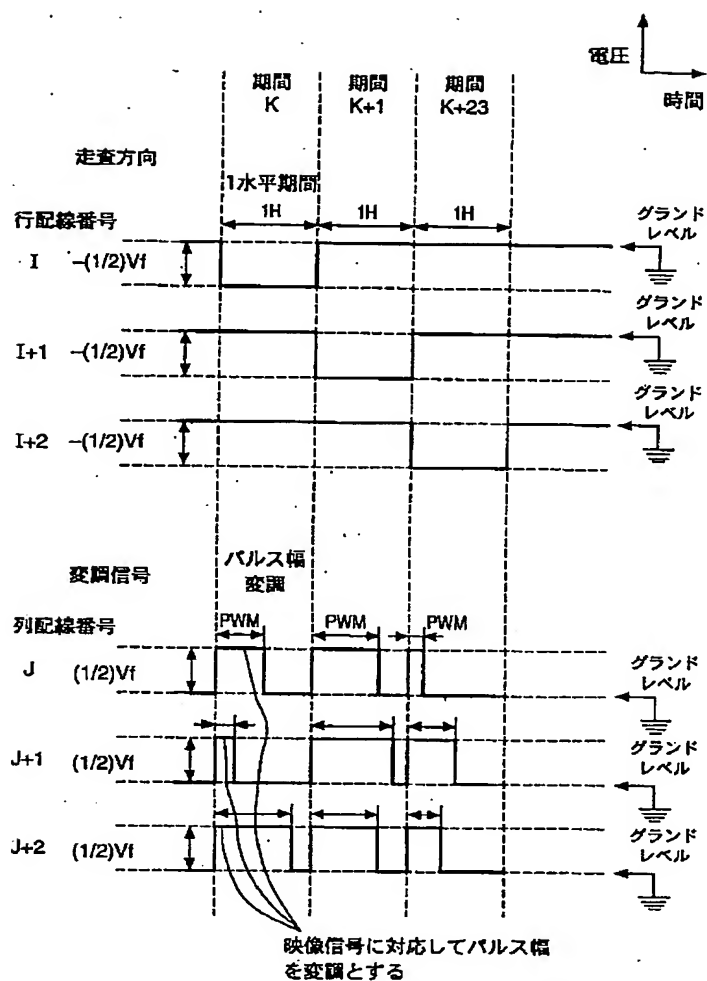 電圧
時間
期間 期間 期間
K K+1 K+23
走査方向
1水平期間
行配線番号 1H 1H 1H
グランド
レベル
I -(1/2)Vf
グランド
レベル
I+1 -(1/2)Vf
グランド
レベル
I+2 -(1/2)Vf
変調信号
パルス幅
変調
列配線番号 PWM PWM PWM
J (1/2)Vf
グランド
レベル
J+1 (1/2)Vf
グランド
レベル
J+2 (1/2)Vf
グランド
レベル
映像信号に対応してパルス幅
を変調とする